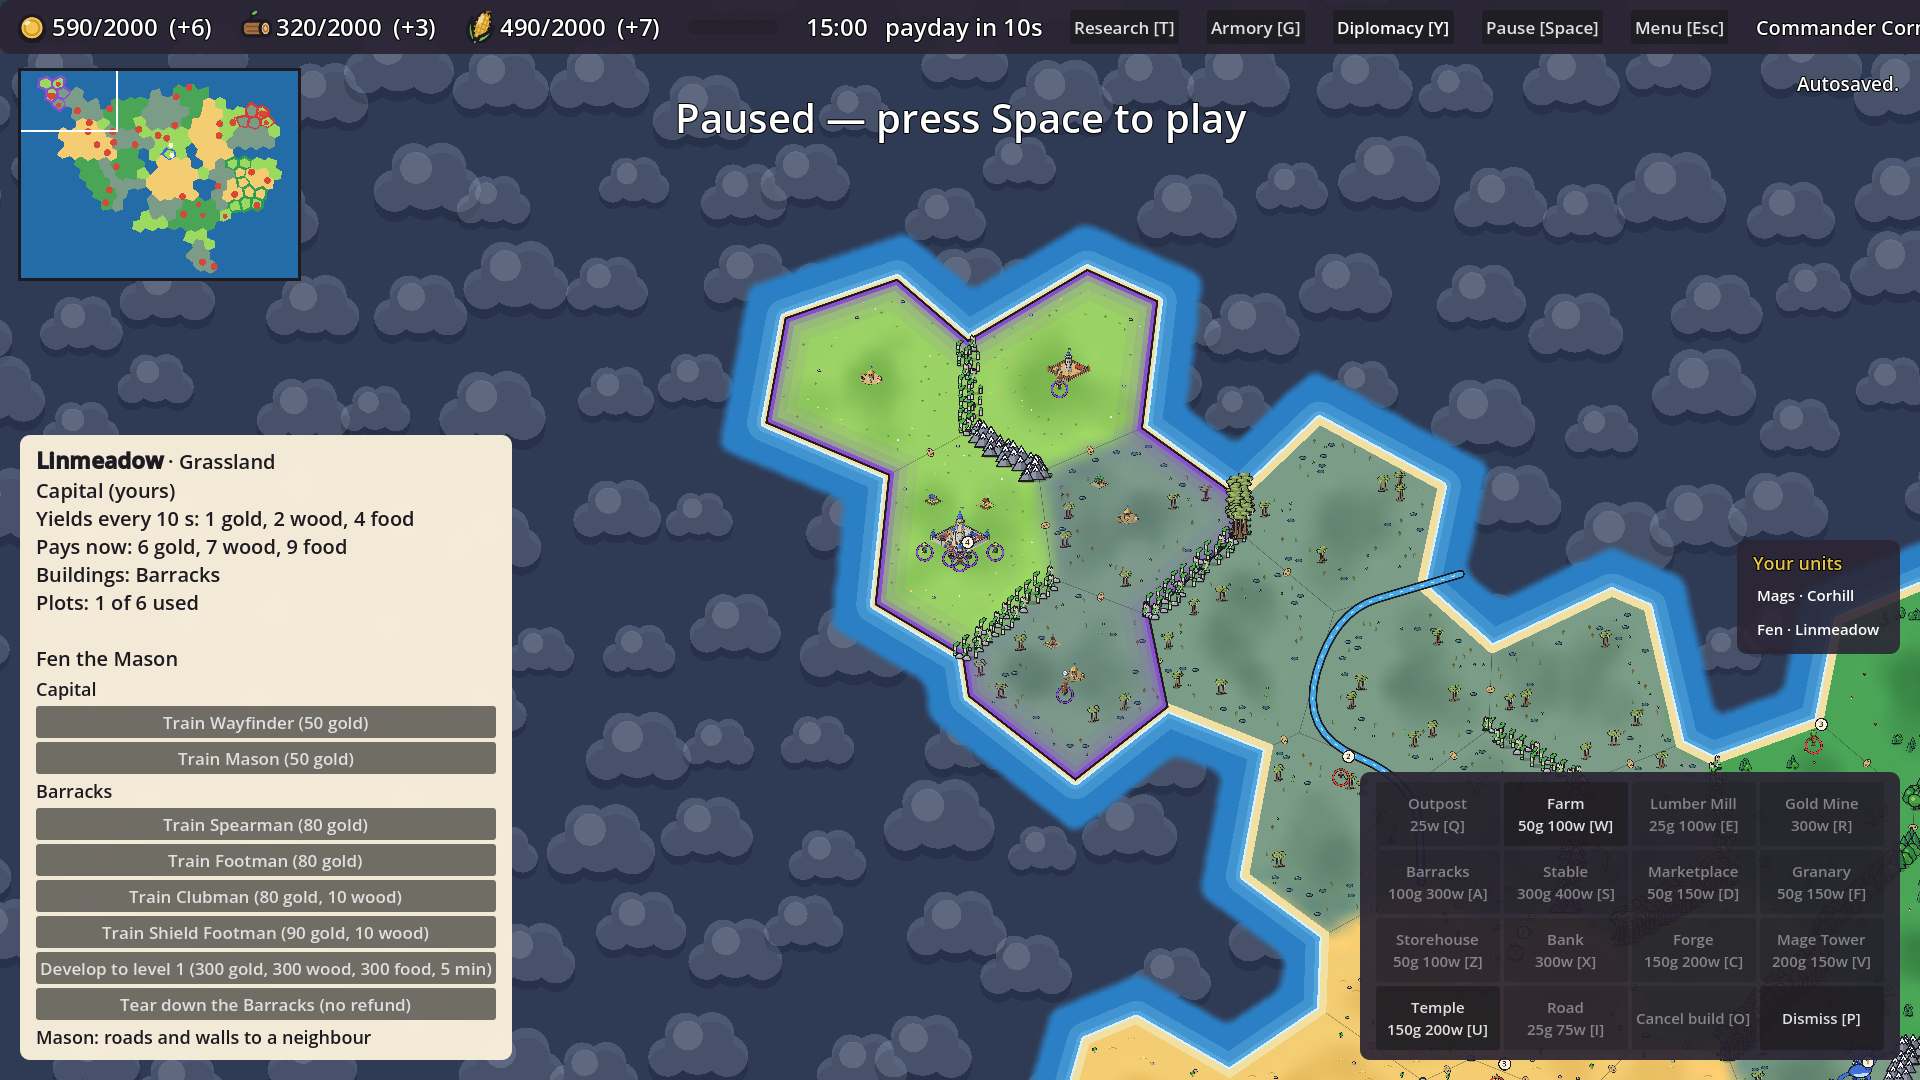 590/2000 (+6)
320/2000 (+3)
490/2000 (+7)
15:00 payday in 10s
Research [T]
Armory [G]
Diplomacy [Y]
Pause [Space]
Menu [Esc]
Commander Corr
Autosaved.
Paused — press Space to play
Linmeadow · Grassland
Capital (yours)
Yields every 10 s: 1 gold, 2 wood, 4 food
Pays now: 6 gold, 7 wood, 9 food
Buildings: Barracks
Plots: 1 of 6 used
Fen the Mason
Capital
Train Wayfinder (50 gold)
Train Mason (50 gold)
Barracks
Train Spearman (80 gold)
Train Footman (80 gold)
Train Clubman (80 gold, 10 wood)
Train Shield Footman (90 gold, 10 wood)
Develop to level 1 (300 gold, 300 wood, 300 food, 5 min)
Tear down the Barracks (no refund)
Mason: roads and walls to a neighbour
4
2
3
3
Your units
Mags · Corhill
Fen · Linmeadow
Outpost
25w [Q]
Farm
50g 100w [W]
Lumber Mill
25g 100w [E]
Gold Mine
300w [R]
Barracks
100g 300w [A]
Stable
300g 400w [S]
Marketplace
50g 150w [D]
Granary
50g 150w [F]
Storehouse
50g 100w [Z]
Bank
300w [X]
Forge
150g 200w [C]
Mage Tower
200g 150w [V]
Temple
150g 200w [U]
Road
25g 75w [I]
Cancel build [O]
Dismiss [P]